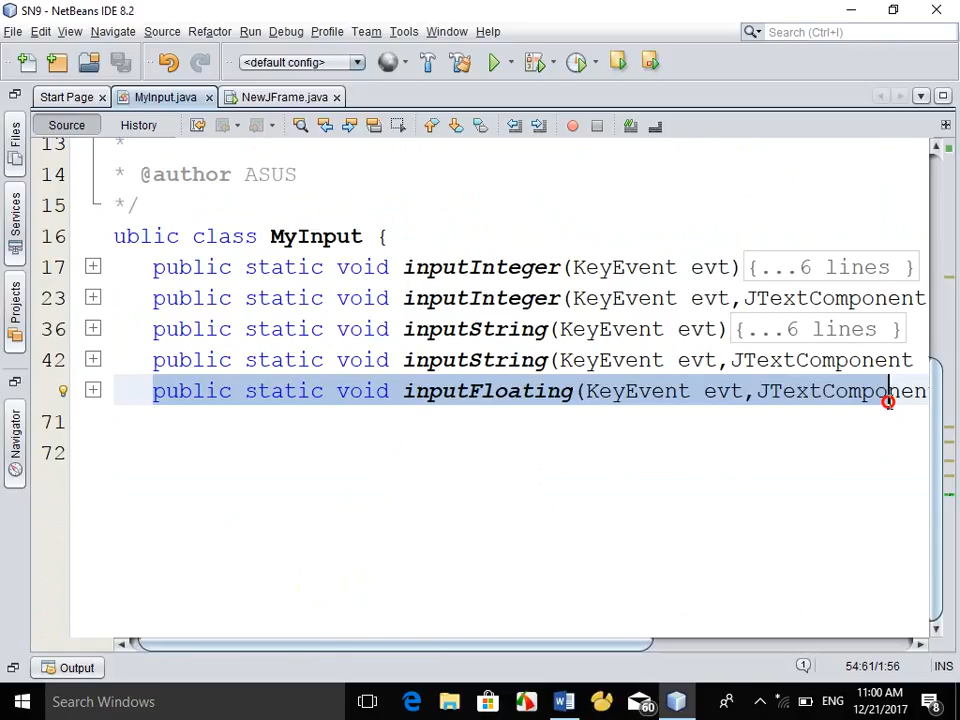 SN9 - NetBeans IDE 8.2
File Edit View Navigate Source Refactor Run Debug Profile Team Tools Window Help
Search (Ctrl+I)
<default config>
Start Page MyInput.java NewJFrame.java
Source History
Files
Services
Projects
Navigator
13 *
14 * @author ASUS
15 */
16 ublic class MyInput {
17 public static void inputInteger(KeyEvent evt) {...6 lines }
23 public static void inputInteger(KeyEvent evt,JTextComponent
36 public static void inputString(KeyEvent evt) {...6 lines }
42 public static void inputString(KeyEvent evt,JTextComponent
public static void inputFloating(KeyEvent evt,JTextComponen
71
72
Output
1 54:61/1:56 INS
Search Windows
60
ENG
11:00 AM
12/21/2017
8